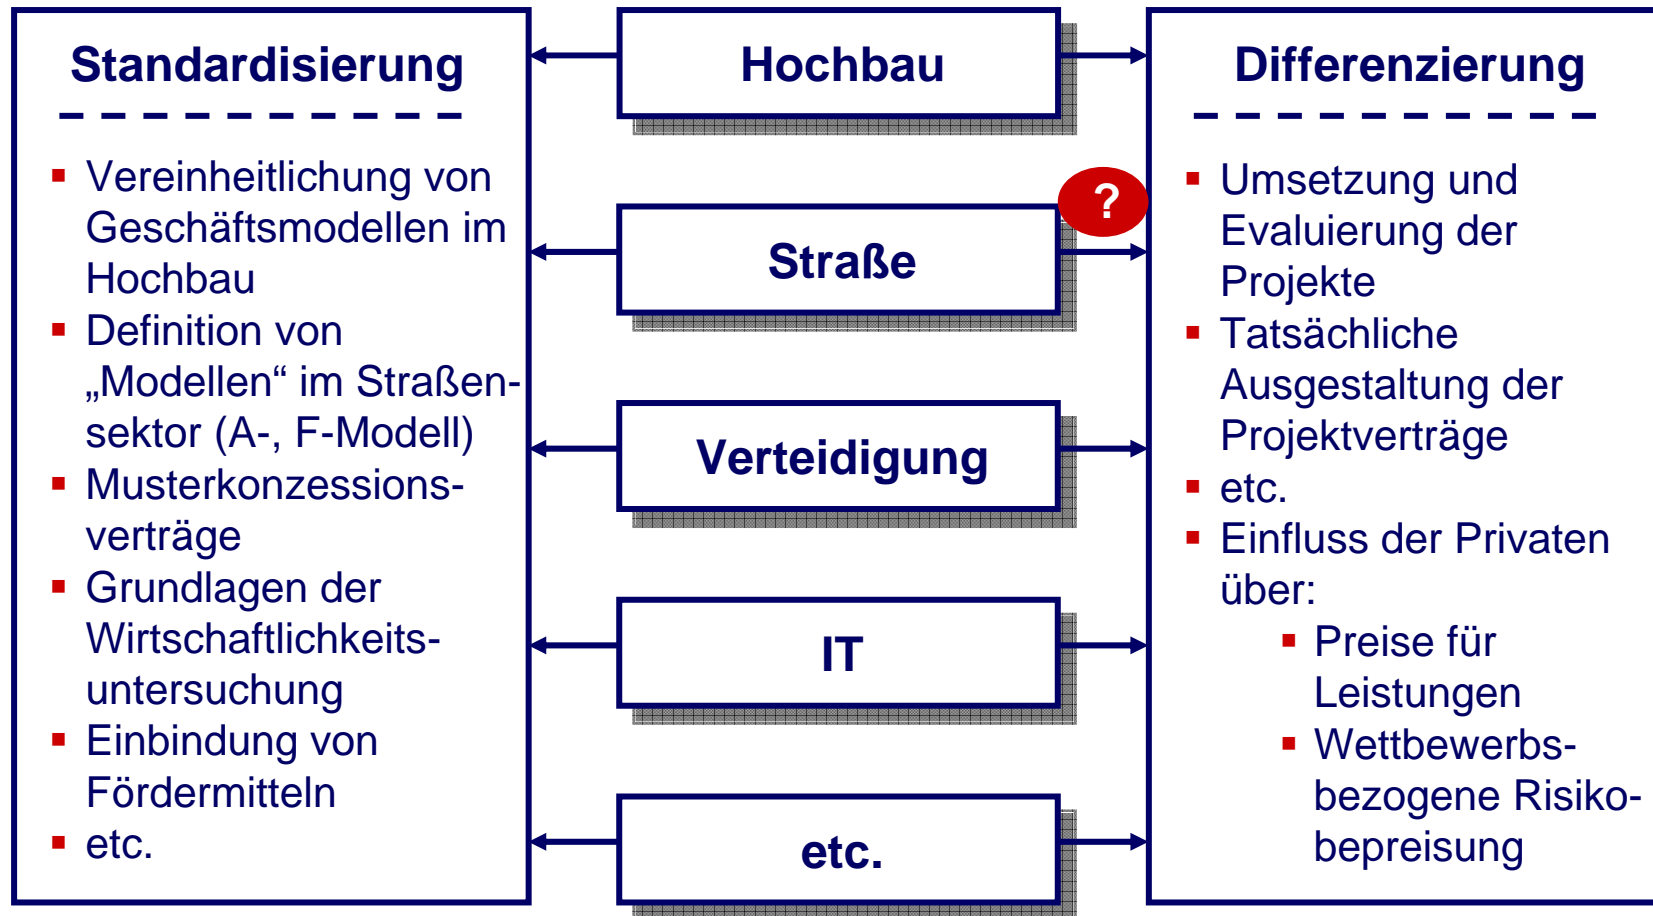 Standardisierung
Vereinheitlichung von
Geschäftsmodellen im
Hochbau
Definition von
„Modellen“ im Straßen-
sektor (A-, F-Modell)
Musterkonzessions-
verträge
Grundlagen der
Wirtschaftlichkeits-
untersuchung
Einbindung von
Fördermitteln
etc.
Hochbau
?
Straße
Verteidigung
IT
etc.
Differenzierung
Umsetzung und
Evaluierung der
Projekte
Tatsächliche
Ausgestaltung der
Projektverträge
etc.
Einfluss der Privaten
über:
Preise für
Leistungen
Wettbewerbs-
bezogene Risiko-
bepreisung